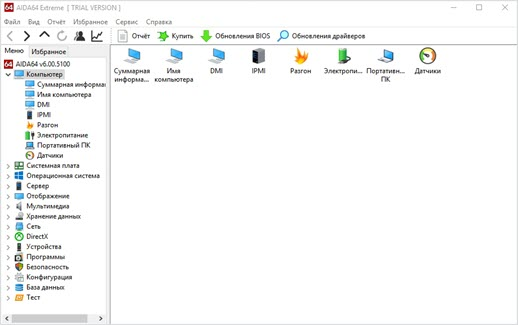 64 AIDA64 Extreme [ TRIAL VERSION ]
Файл Вид Отчёт Избранное Сервис Справка
Отчёт Купить Обновления BIOS Обновления драйверов
Меню Избранное
64 AIDA64 v6.00.5100
Компьютер
Суммарная информа
Имя компьютера
DMI
IPMI
Разгон
Электропитание
Портативный ПК
Датчики
Системная плата
Операционная система
Сервер
Отображение
Мультимедиа
Хранение данных
Сеть
DirectX
Устройства
Программы
Безопасность
Конфигурация
База данных
Тест
Суммарная информа...
Имя компьютера
DMI
IPMI
Разгон
Электропи...
Портативн... ПК
Датчики